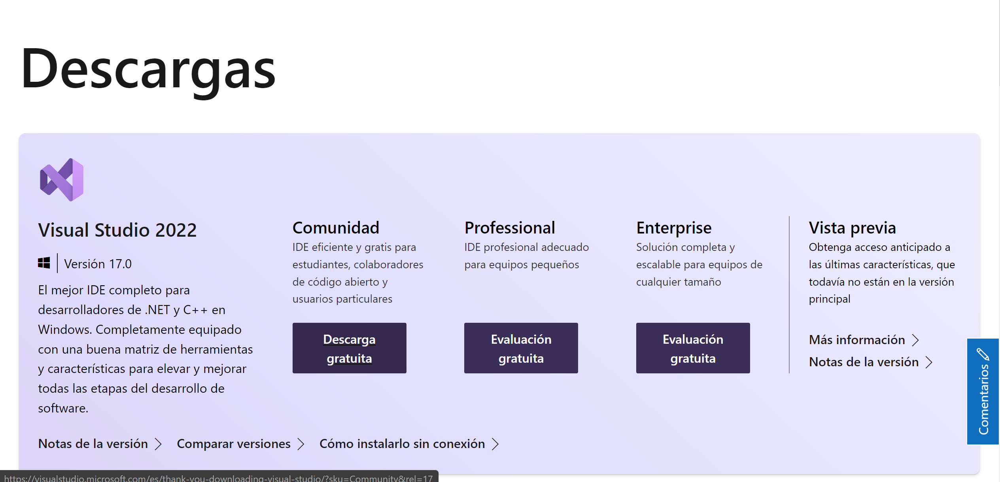 Descargas
Visual Studio 2022
Versión 17.0
El mejor IDE completo para
desarrolladores de .NET y C++ en
Windows. Completamente equipado
con una buena matriz de herramientas
y características para elevar y mejorar
todas las etapas del desarrollo de
software.
Comunidad
IDE eficiente y gratis para
estudiantes, colaboradores
de código abierto y
usuarios particulares
Descarga
gratuita
Professional
IDE profesional adecuado
para equipos pequeños
Evaluación
gratuita
Enterprise
Solución completa y
escalable para equipos de
cualquier tamaño
Evaluación
gratuita
Vista previa
Obtenga acceso anticipado a
las últimas características, que
todavía no están en la versión
principal
Más información
Notas de la versión
Comentarios
Notas de la versión
Comparar versiones
Cómo instalarlo sin conexión
https://visualstudio.microsoft.com/es/thank-you-downloading-visual-studio/?sku=Community&rel=17